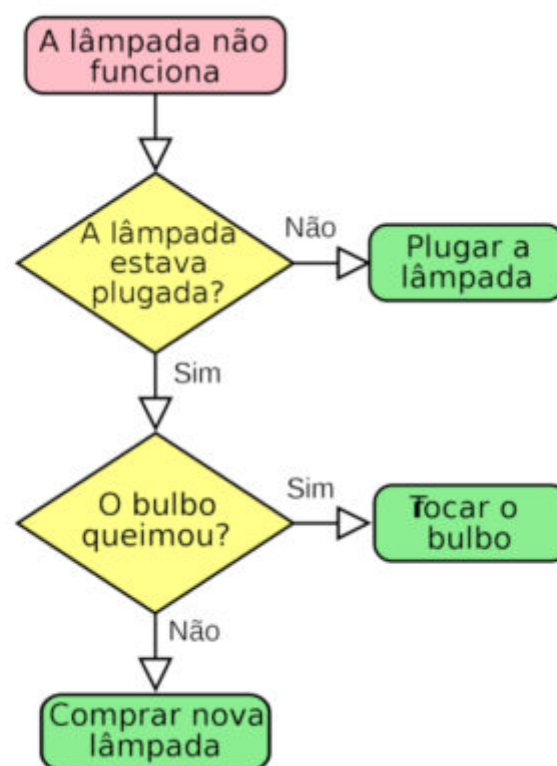 A lâmpada não
funciona
A lâmpada
estava
plugada?
Não
Plugar a
lâmpada
Sim
O bulbo
queimou?
Sim
Tocar o
bulbo
Não
Comprar nova
lâmpada